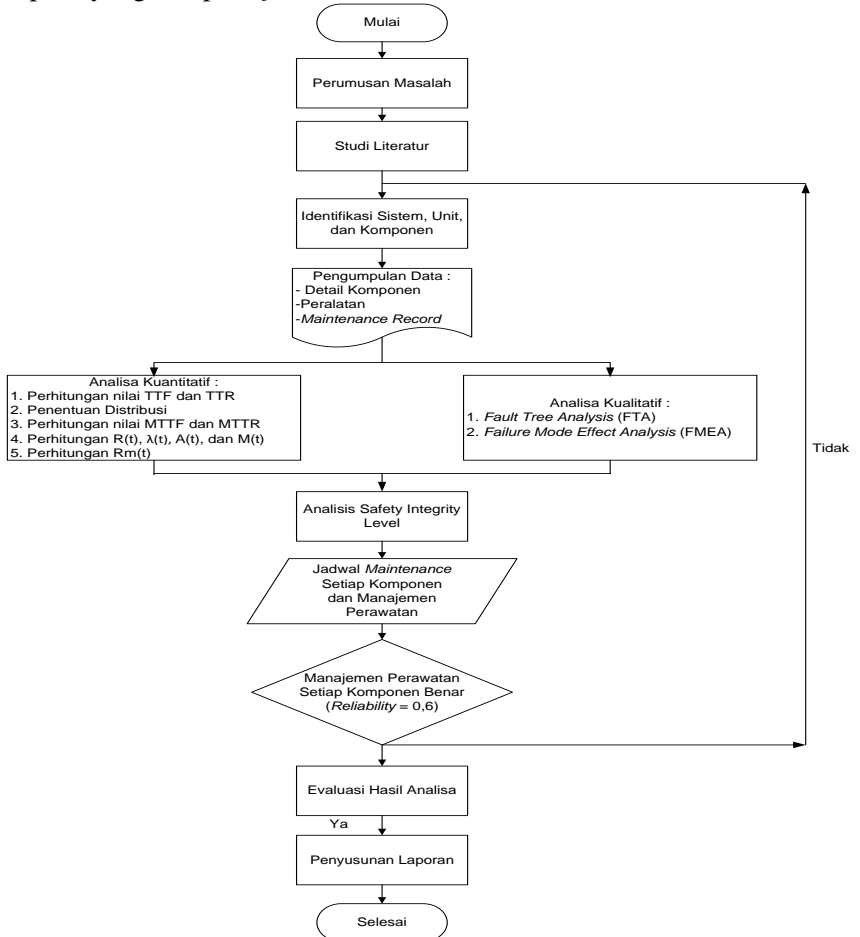 Mulai
Perumusan Masalah
Studi Literatur
Identifikasi Sistem, Unit,
dan Komponen
Pengumpulan Data :
- Detail Komponen
-Peralatan
-Maintenance Record
Analisa Kuantitatif :
1. Perhitungan nilai TTF dan TTR
2. Penentuan Distribusi
3. Perhitungan nilai MTTF dan MTTR
4. Perhitungan R(t), λ(t), A(t), dan M(t)
5. Perhitungan Rm(t)
Analisa Kualitatif :
1. Fault Tree Analysis (FTA)
2. Failure Mode Effect Analysis (FMEA)
Tidak
Analisis Safety Integrity
Level
Jadwal Maintenance
Setiap Komponen
dan Manajemen
Perawatan
Manajemen Perawatan
Setiap Komponen Benar
(Reliability = 0,6)
Evaluasi Hasil Analisa
Ya
Penyusunan Laporan
Selesai